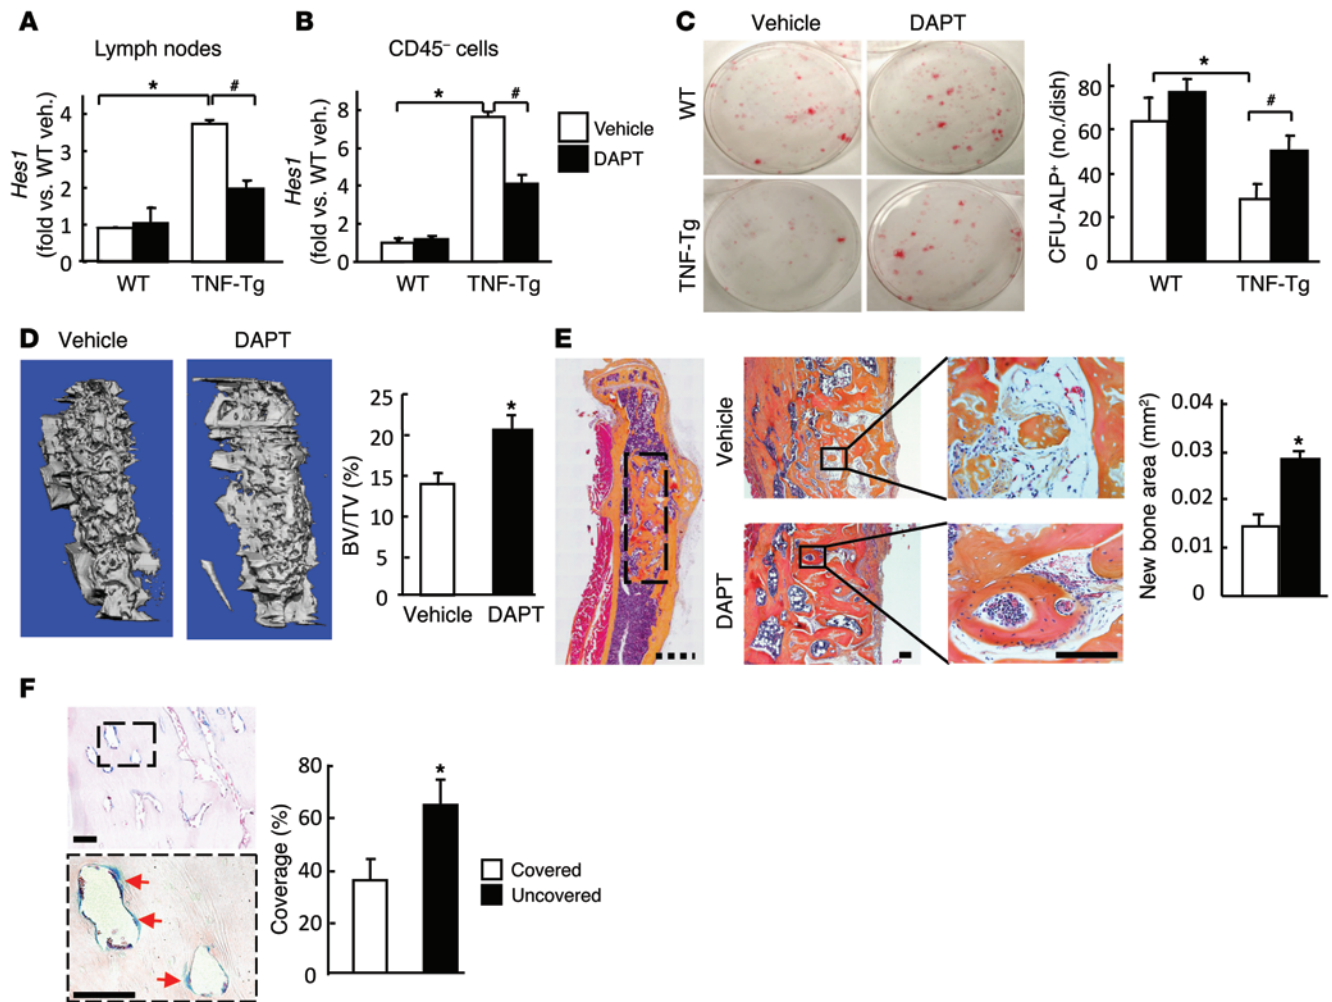 A
Lymph nodes
Hes1
(fold vs. WT veh.)
4
3
2
1
0
*
#
WT
TNF-Tg
B
CD45⁻ cells
Hes1
(fold vs. WT veh.)
8
6
4
2
0
*
#
WT
TNF-Tg
Vehicle
DAPT
C
Vehicle
DAPT
WT
TNF-Tg
CFU-ALP⁺ (no./dish)
80
60
40
20
0
*
#
WT
TNF-Tg
D
Vehicle
DAPT
BV/TV (%)
25
20
15
10
5
0
*
Vehicle
DAPT
E
Vehicle
DAPT
New bone area (mm²)
0.04
0.03
0.02
0.01
0
*
F
Coverage (%)
80
60
40
20
0
*
Covered
Uncovered